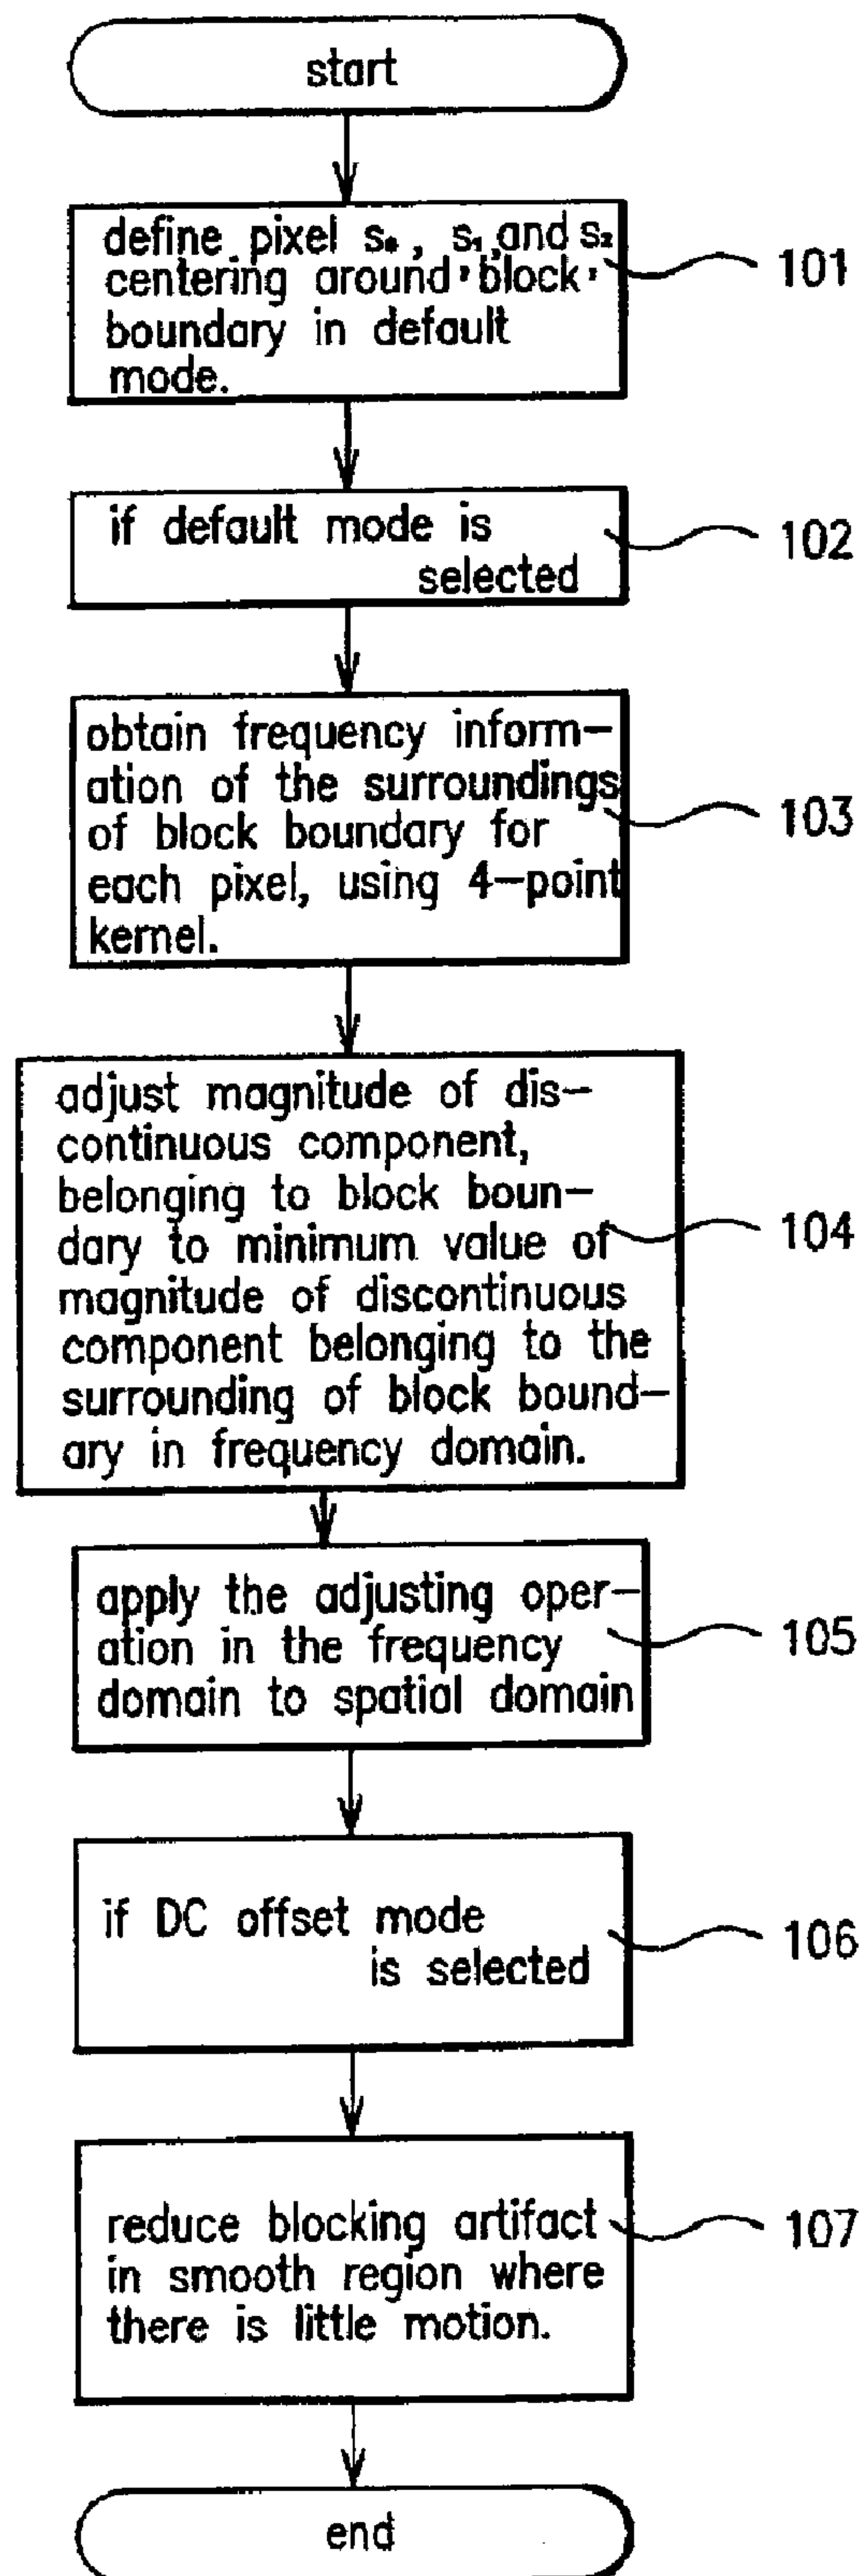 start
define pixel s₀, s₁, and s₂
centering around block
boundary in default
mode.
101
if default mode is
selected
102
obtain frequency inform-
ation of the surroundings
of block boundary for
each pixel, using 4-point
kernel.
103
adjust magnitude of dis-
continuous component,
belonging to block boun-
dary to minimum value of
magnitude of discontinuous
component belonging to the
surrounding of block bound-
ary in frequency domain.
104
apply the adjusting oper-
ation in the frequency
domain to spatial domain
105
if DC offset mode
is selected
106
reduce blocking artifact
in smooth region where
there is little motion.
107
end